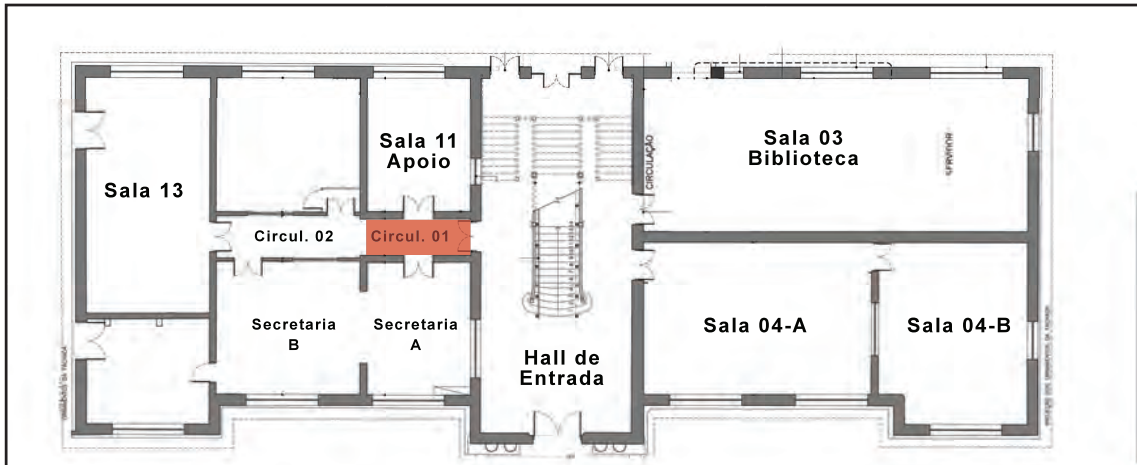 Sala 11
Apoio
Sala 03
Biblioteca
CIRCULAÇÃO
SERVIDOR
Sala 13
Circul. 02
Circul. 01
Secretaria
B
Secretaria
A
Hall de
Entrada
Sala 04-A
Sala 04-B